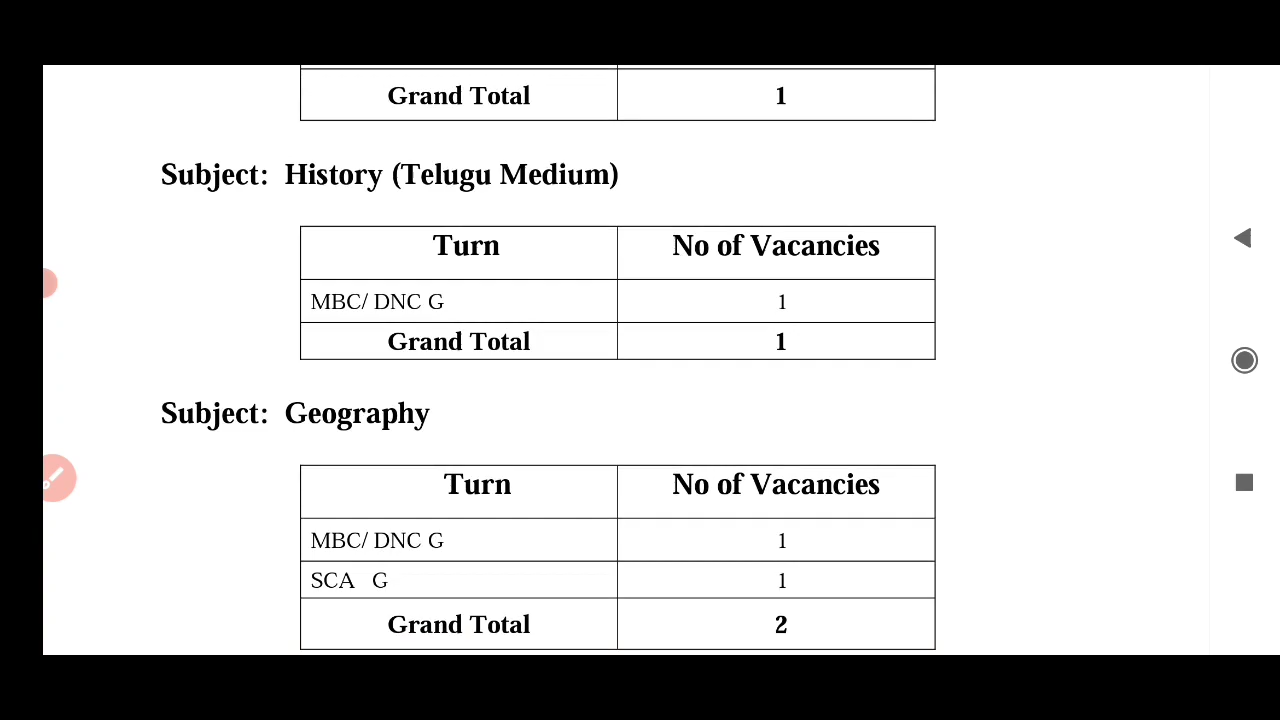 Grand Total 1
Subject: History (Telugu Medium)
Turn No of Vacancies
MBC/ DNC G 1
Grand Total 1
Subject: Geography
Turn No of Vacancies
MBC/ DNC G 1
SCA G 1
Grand Total 2